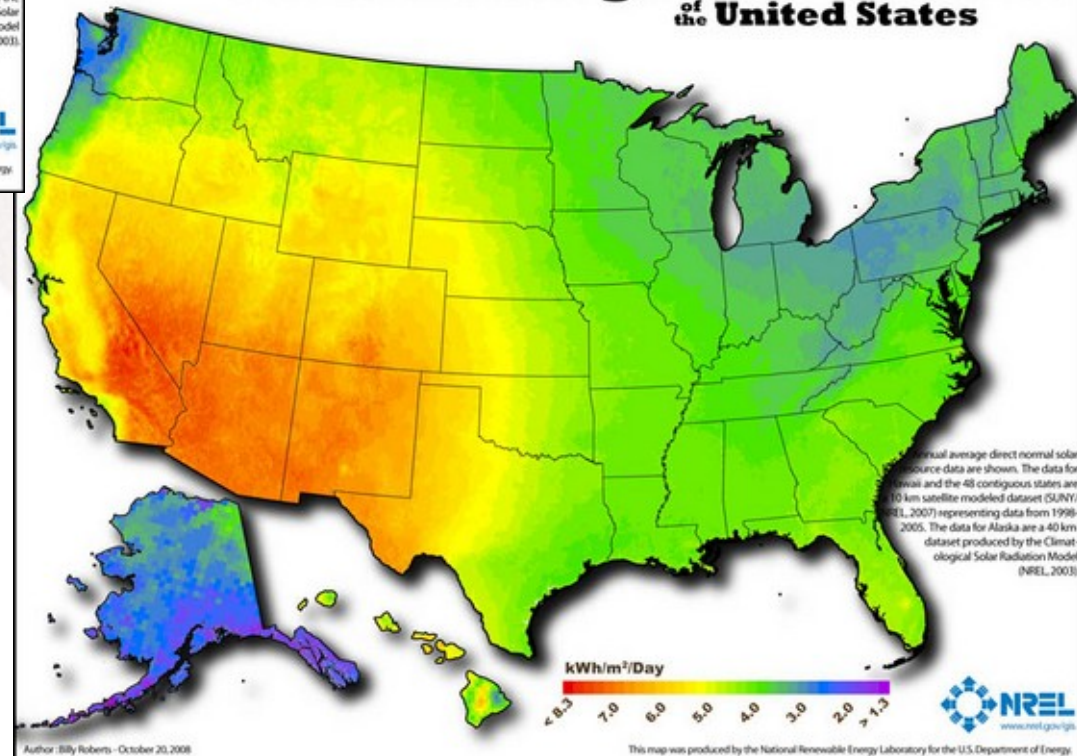 Solar
003).
of
the United States
Annual average direct normal solar
resource data are shown. The data for
Hawaii and the 48 contiguous states are
10 km satellite modeled dataset (SUNY/
NREL, 2007) representing data from 1998-
2005. The data for Alaska are a 40 km
dataset produced by the Climat-
ological Solar Radiation Model
(NREL, 2003).
kWh/m²/Day
< 8.3
7.0
6.0
5.0
4.0
3.0
2.0
> 1.3
NREL
www.nrel.gov/gis
Author : Billy Roberts - October 20, 2008
This map was produced by the National Renewable Energy Laboratory for the U.S. Department of Energy.